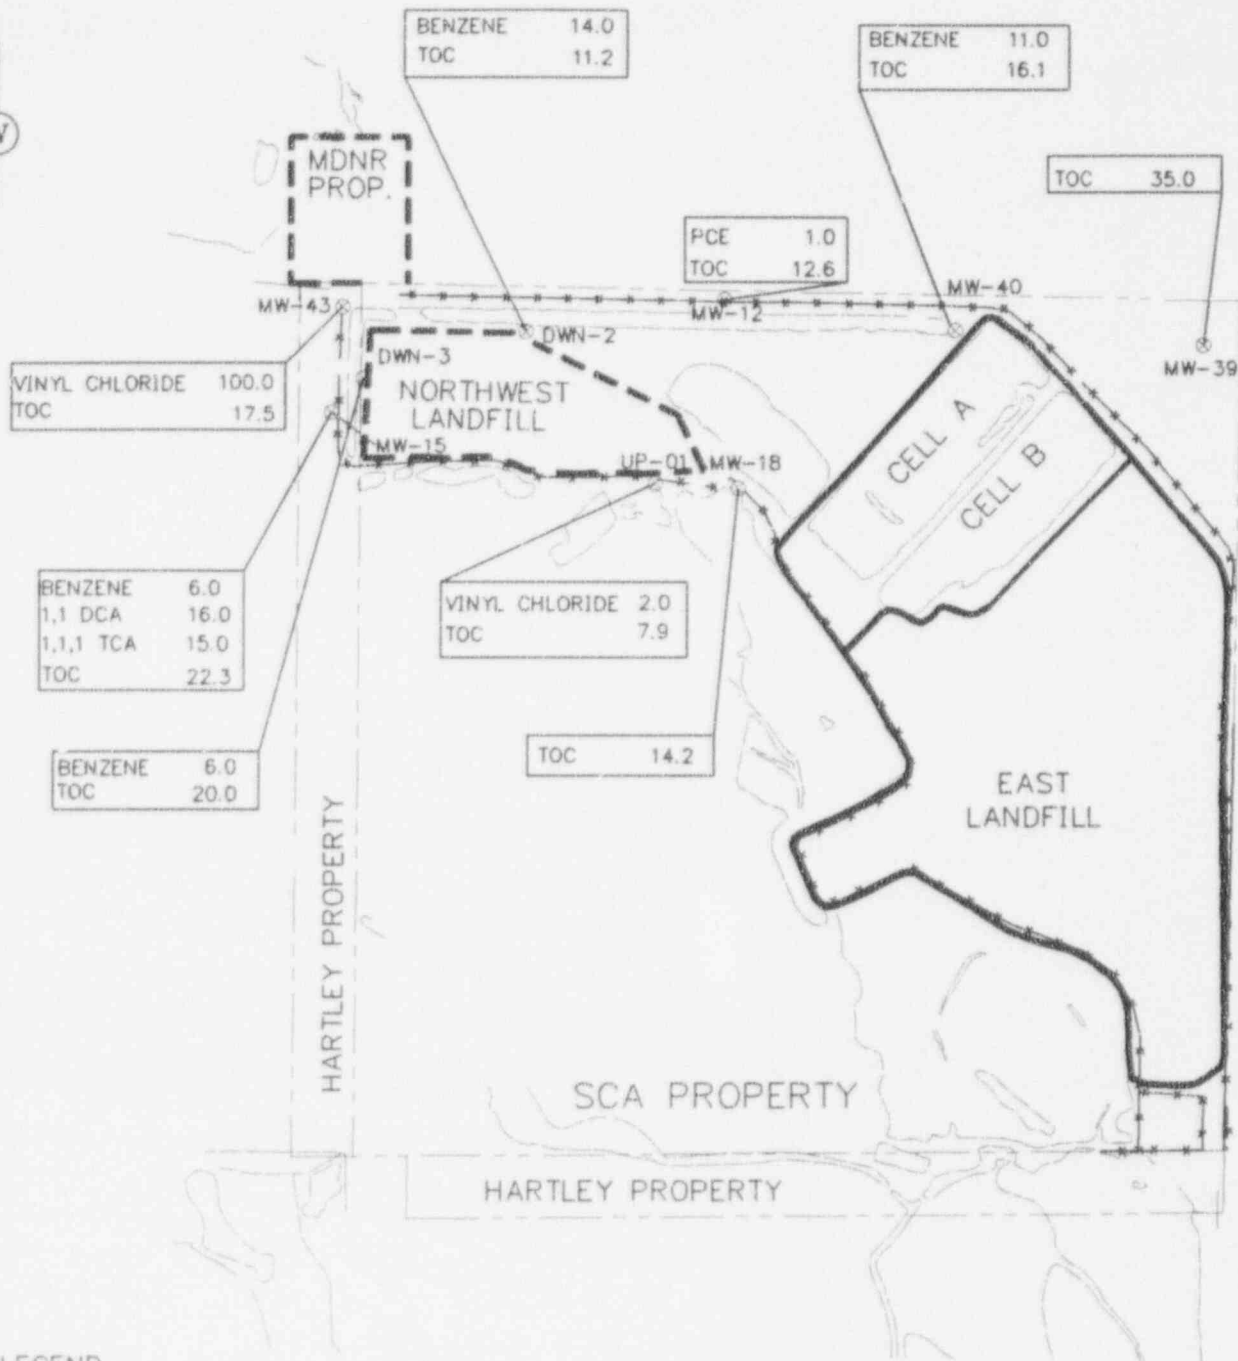 BENZENE 14.0
TOC 11.2
BENZENE 11.0
TOC 16.1
MDNR
PROP.
TOC 35.0
PCE 1.0
TOC 12.6
MW-43
MW-12
MW-40
DWN-2
MW-39
DWN-3
VINYL CHLORIDE 100.0
TOC 17.5
NORTHWEST
LANDFILL
MW-15
UP-01
MW-18
CELL A
CELL B
BENZENE 6.0
1,1 DCA 16.0
1,1,1 TCA 15.0
TOC 22.3
VINYL CHLORIDE 2.0
TOC 7.9
BENZENE 6.0
TOC 20.0
TOC 14.2
EAST
LANDFILL
HARTLEY PROPERTY
SCA PROPERTY
HARTLEY PROPERTY
LEGEND